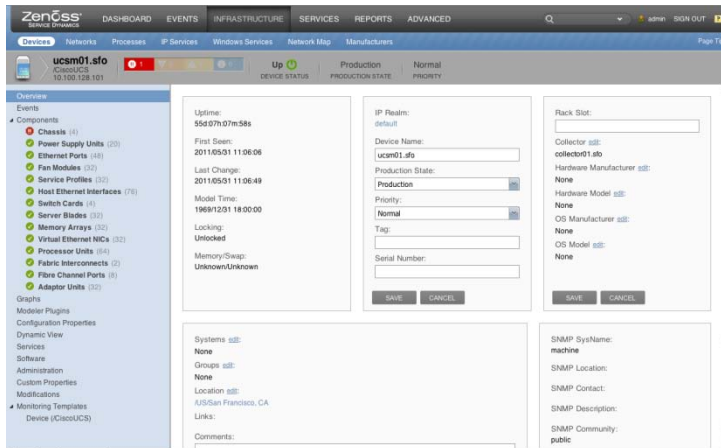 Zenoss
SERVICE DYNAMICS
DASHBOARD EVENTS INFRASTRUCTURE SERVICES REPORTS ADVANCED
admin SIGN OUT
Devices Networks Processes IP Services Windows Services Network Map Manufacturers
Page Ti
ucsm01.sfo
/CiscoUCS
10.100.128.101
1
Up
DEVICE STATUS
Production
PRODUCTION STATE
Normal
PRIORITY
Overview
Events
Components
Chassis (4)
Power Supply Units (20)
Ethernet Ports (48)
Fan Modules (32)
Service Profiles (32)
Host Ethernet Interfaces (76)
Switch Cards (4)
Server Blades (32)
Memory Arrays (32)
Virtual Ethernet NICs (32)
Processor Units (64)
Fabric Interconnects (2)
Fibre Channel Ports (8)
Adaptor Units (32)
Graphs
Modeler Plugins
Configuration Properties
Dynamic View
Services
Software
Administration
Custom Properties
Modifications
Monitoring Templates
Device (/CiscoUCS)
Uptime:
55d:07h:07m:58s
First Seen:
2011/05/31 11:06:06
Last Change:
2011/05/31 11:06:49
Model Time:
1969/12/31 18:00:00
Locking:
Unlocked
Memory/Swap:
Unknown/Unknown
IP Realm:
default
Device Name:
ucsm01.sfo
Production State:
Production
Priority:
Normal
Tag:
Serial Number:
SAVE CANCEL
Rack Slot:
Collector edit:
collector01.sfo
Hardware Manufacturer edit:
None
Hardware Model edit:
None
OS Manufacturer edit:
None
OS Model edit:
None
SAVE CANCEL
Systems edit:
None
Groups edit:
None
Location edit:
/US/San Francisco, CA
Links:
Comments:
SNMP SysName:
machine
SNMP Location:
SNMP Contact:
SNMP Description:
SNMP Community:
public